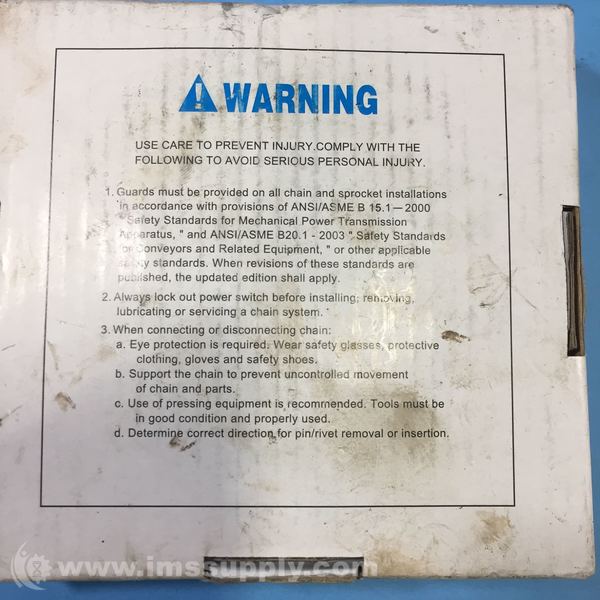 WARNING
USE CARE TO PREVENT INJURY.COMPLY WITH THE
FOLLOWING TO AVOID SERIOUS PERSONAL INJURY.
1. Guards must be provided on all chain and sprocket installations
in accordance with provisions of ANSI/ASME B 15.1—2000
" Safety Standards for Mechanical Power Transmission
Apparatus, " and ANSI/ASME B20.1 - 2003 " Safety Standards
for Conveyors and Related Equipment, " or other applicable
safety standards. When revisions of these standards are
published, the updated edition shall apply.
2. Always lock out power switch before installing, removing,
lubricating or servicing a chain system.
3. When connecting or disconnecting chain:
a. Eye protection is required. Wear safety glasses, protective
clothing, gloves and safety shoes.
b. Support the chain to prevent uncontrolled movement
of chain and parts.
c. Use of pressing equipment is recommended. Tools must be
in good condition and properly used.
d. Determine correct direction for pin/rivet removal or insertion.
www.imssupply.com